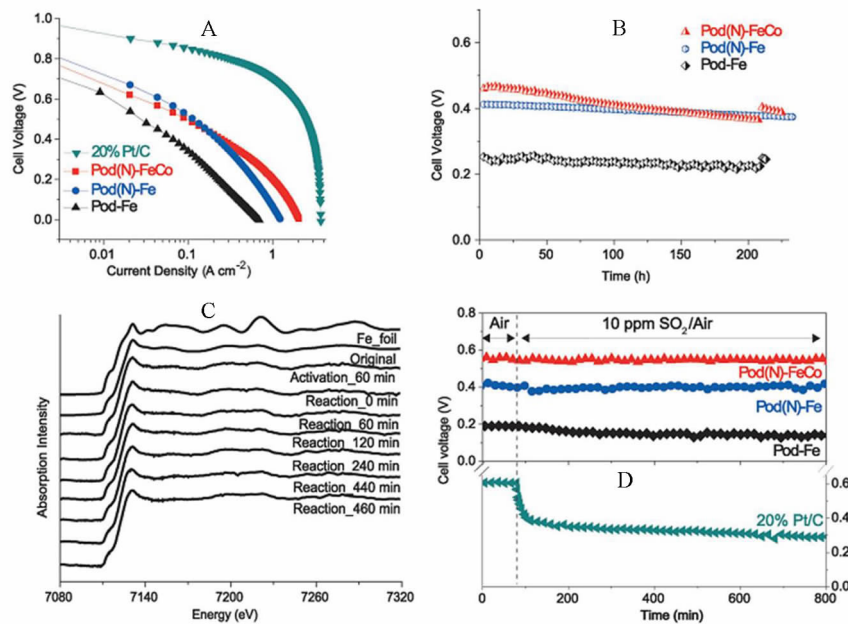 A
Cell Voltage (V)
1.0
0.8
0.6
0.4
0.2
0.0
20% Pt/C
Pod(N)-FeCo
Pod(N)-Fe
Pod-Fe
0.01
0.1
1
Current Density (A cm⁻²)
B
Cell Voltage (V)
0.6
0.4
0.2
0.0
Pod(N)-FeCo
Pod(N)-Fe
Pod-Fe
0
50
100
150
200
Time (h)
C
Absorption Intensity
Fe_foil
Original
Activation_60 min
Reaction_0 min
Reaction_60 min
Reaction_120 min
Reaction_240 min
Reaction_440 min
Reaction_460 min
7080
7140
7200
7260
7320
Energy (eV)
Air
10 ppm SO₂/Air
Cell voltage (V)
0.8
0.6
0.4
0.2
0.0
Pod(N)-FeCo
Pod(N)-Fe
Pod-Fe
D
20% Pt/C
0.6
0.4
0.2
0.0
0
200
400
600
800
Time (min)